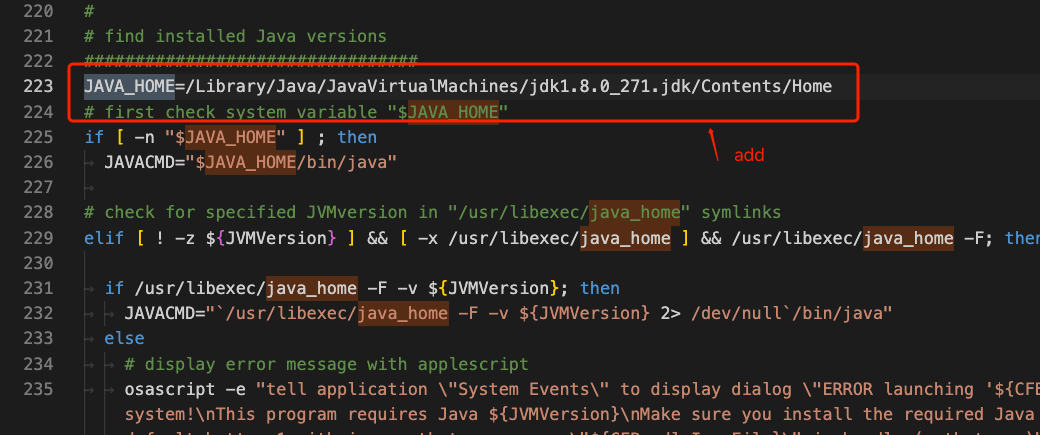 220 #
221 # find installed Java versions
222 #################################
223 JAVA_HOME=/Library/Java/JavaVirtualMachines/jdk1.8.0_271.jdk/Contents/Home
224 # first check system variable "$JAVA_HOME"
225 if [ -n "$JAVA_HOME" ] ; then
add
226 → JAVACMD="$JAVA_HOME/bin/java"
227 →
228 # check for specified JVMversion in "/usr/libexec/java_home" symlinks
229 elif [ ! -z ${JVMVersion} ] && [ -x /usr/libexec/java_home ] && /usr/libexec/java_home -F; then
230
231 → if /usr/libexec/java_home -F -v ${JVMVersion}; then
232 → → JAVACMD="`/usr/libexec/java_home -F -v ${JVMVersion} 2> /dev/null`/bin/java"
233 → else
234 → → # display error message with applescript
235 → → osascript -e "tell application \"System Events\" to display dialog \"ERROR launching '${CFB
system!\nThis program requires Java ${JVMVersion}\nMake sure you install the required Java